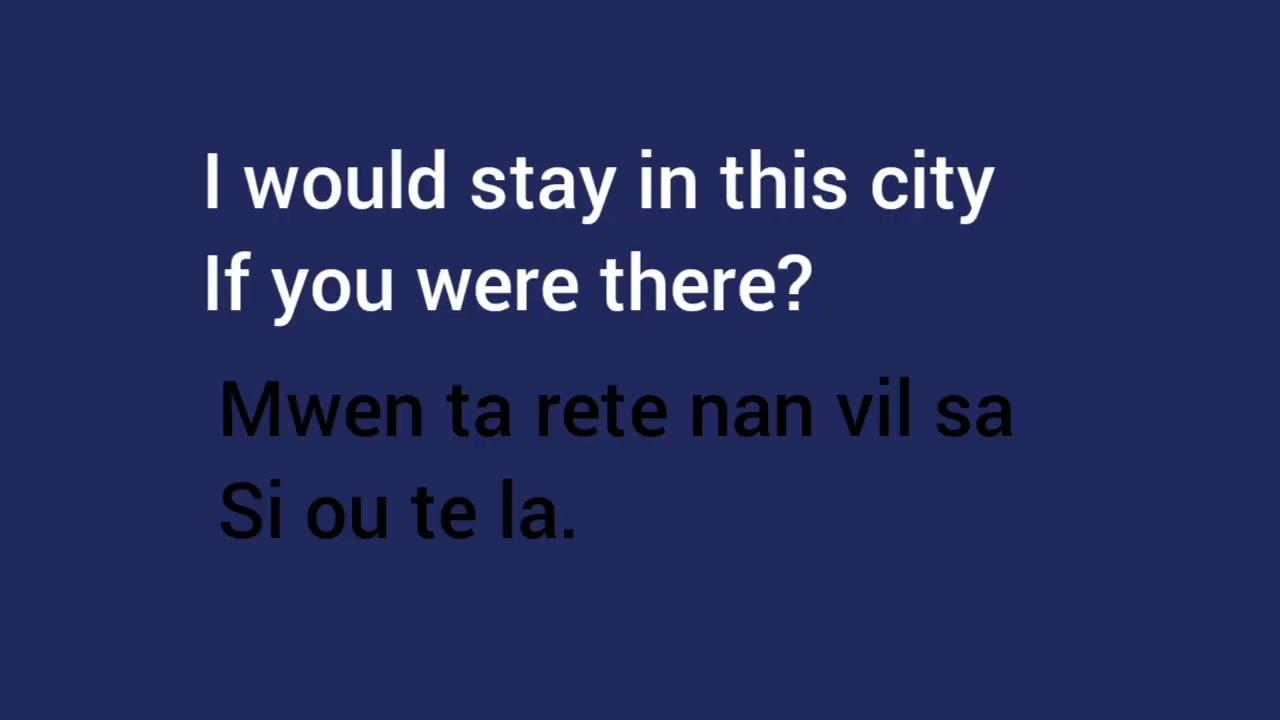 I would stay in this city
If you were there?
Mwen ta rete nan vil sa
Si ou te la.